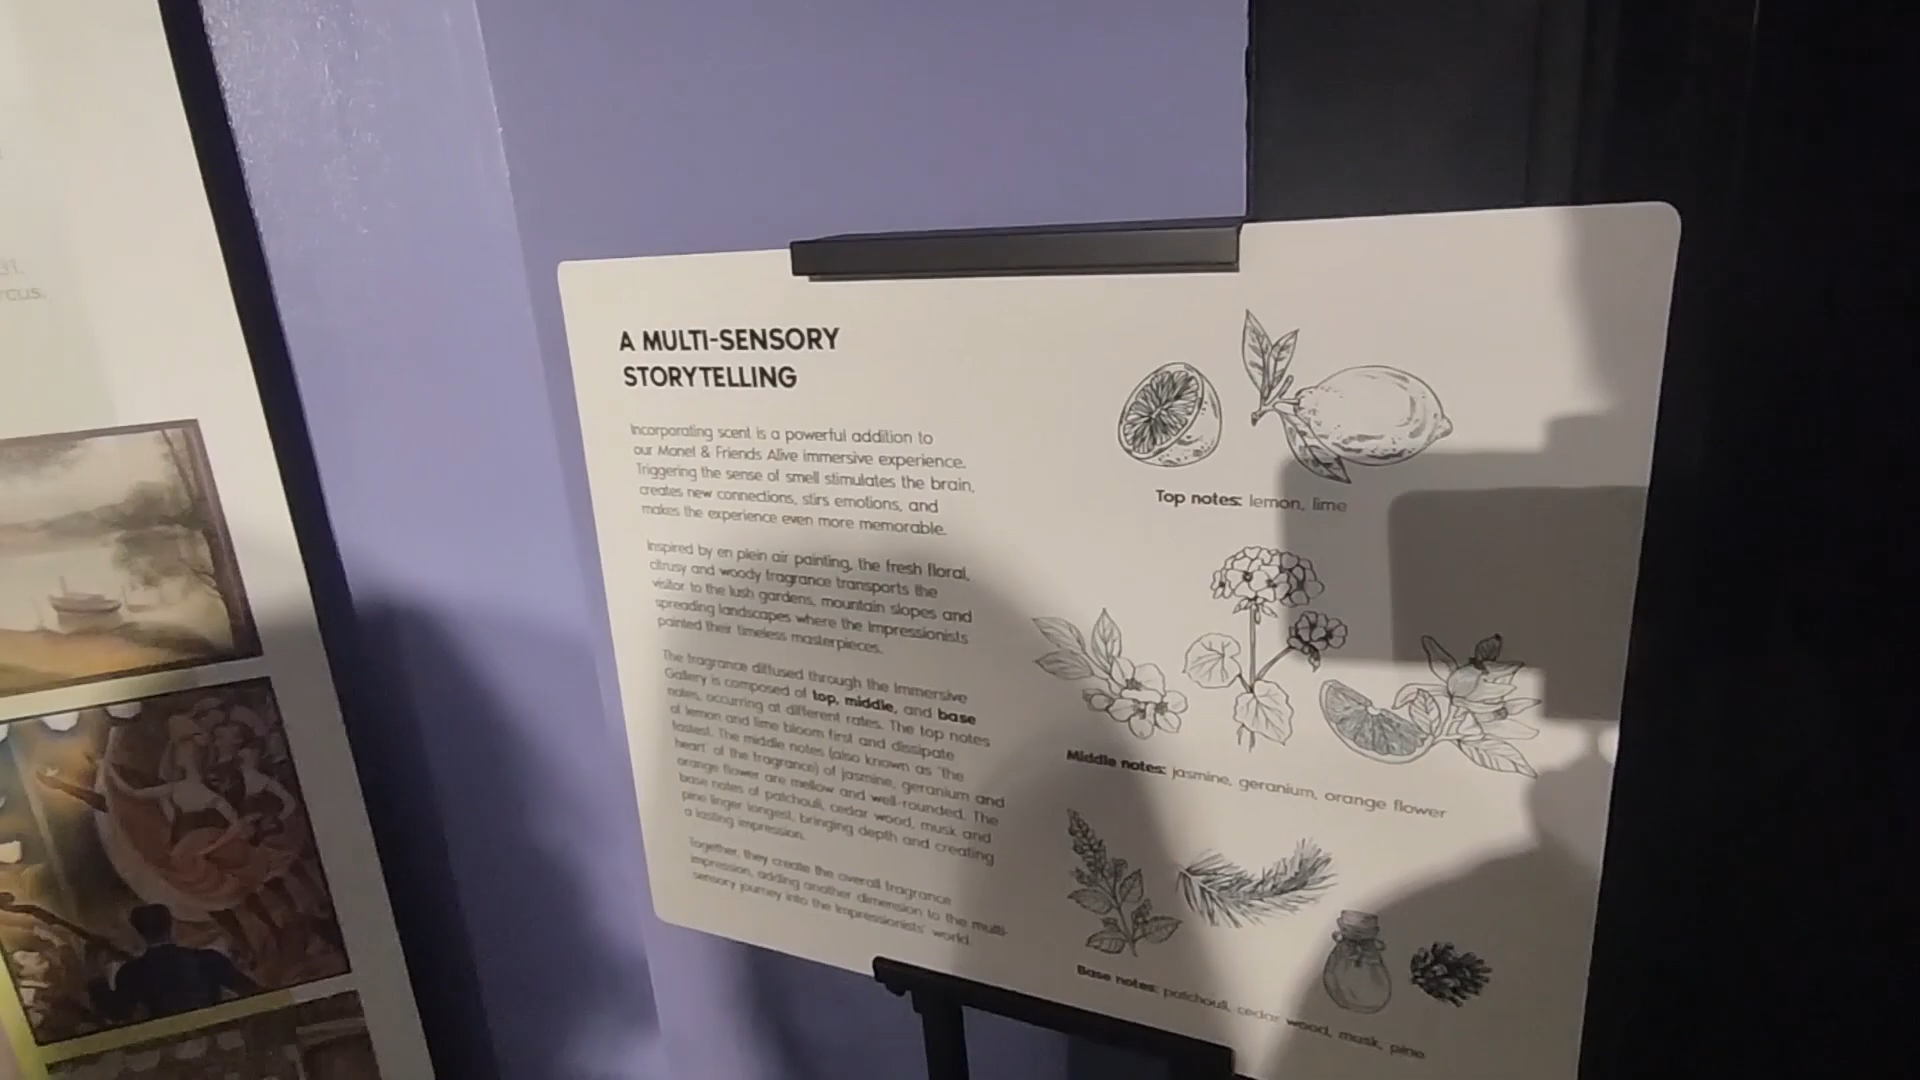 31.
rcus,
A MULTI-SENSORY
STORYTELLING
Incorporating scent is a powerful addition to
our Monet & Friends Alive immersive experience.
Triggering the sense of smell stimulates the brain,
creates new connections, stirs emotions, and
makes the experience even more memorable.
Inspired by en plein air painting, the fresh floral,
citrusy and woody fragrance transports the
visitor to the lush gardens, mountain slopes and
spreading landscapes where the Impressionists
painted their timeless masterpieces.
The fragrance diffused through the Immersive
Gallery is composed of top, middle, and base
notes, occurring at different rates. The top notes
of lemon and lime bloom first and dissipate
fastest. The middle notes (also known as 'the
heart' of the fragrance) of jasmine, geranium and
orange flower are mellow and well-rounded. The
base notes of patchouli, cedar wood, musk and
pine linger longest, bringing depth and creating
a lasting impression.
Together, they create the overall fragrance
impression, adding another dimension to the multi-
sensory journey into the Impressionists' world.
Top notes: lemon, lime
Middle notes: jasmine, geranium, orange flower
Base notes: patchouli, cedar wood, musk, pine